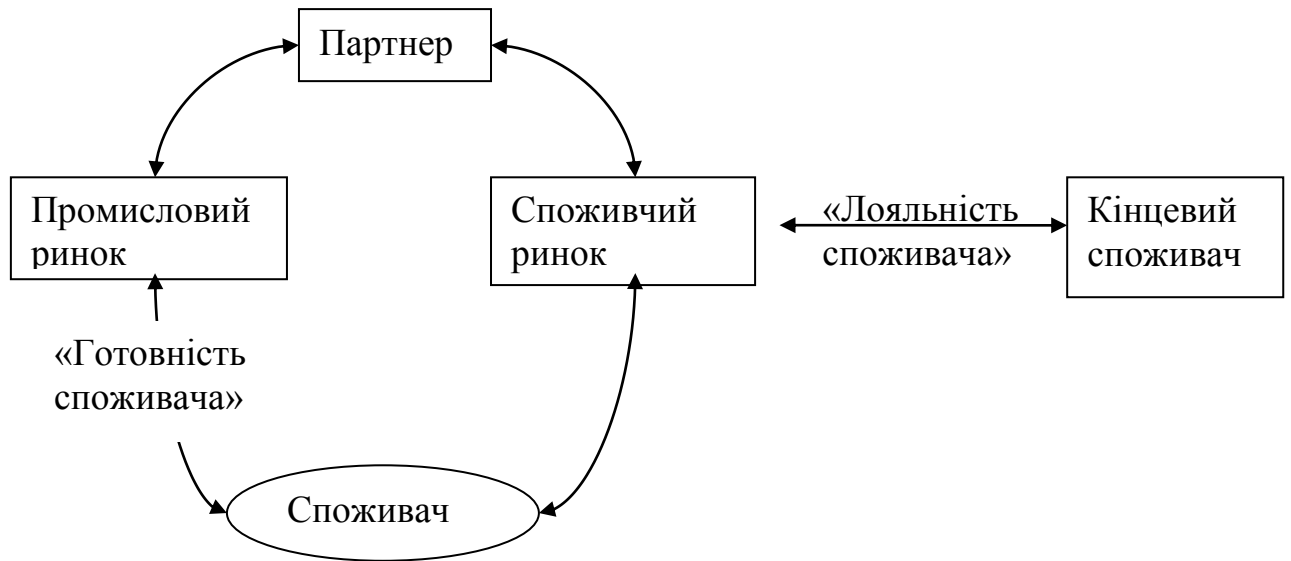 Партнер
Промисловий
ринок
Споживчий
ринок
«Лояльність
споживача»
Кінцевий
споживач
«Готовність
споживача»
Споживач